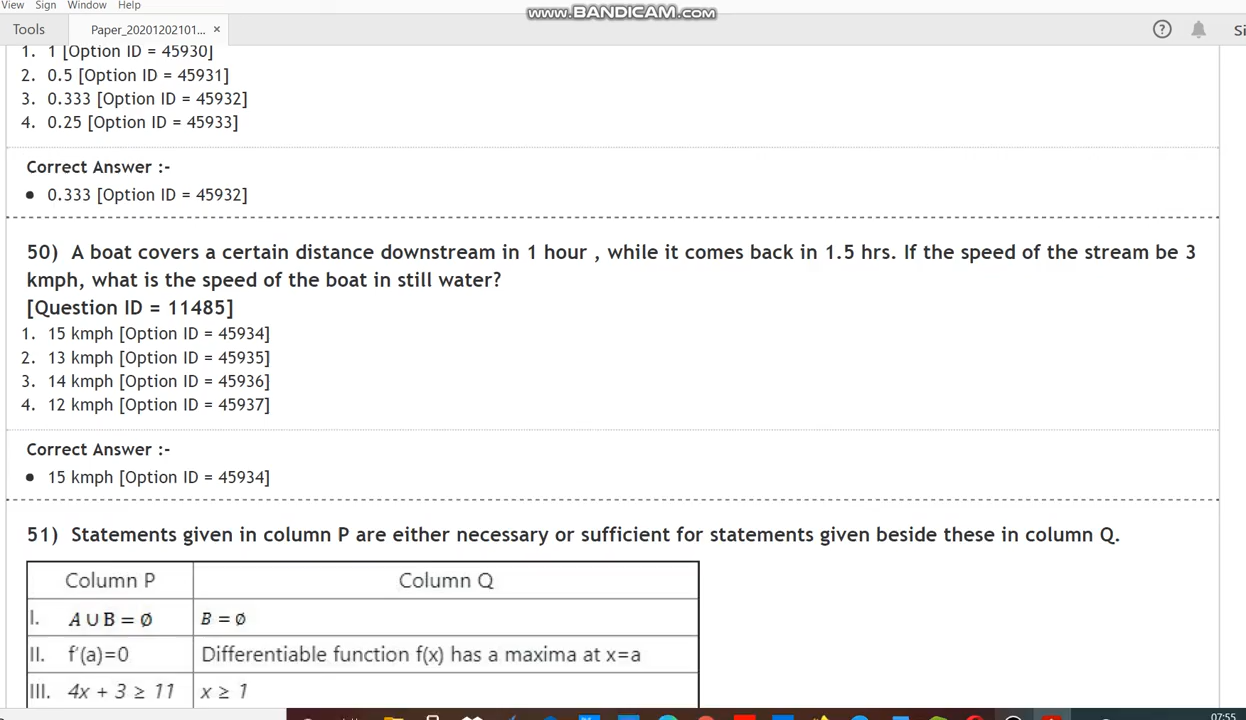 View Sign Window Help
www.BANDICAM.com
Tools Paper_20201202101... ×
1. 1 [Option ID = 45930]
2. 0.5 [Option ID = 45931]
3. 0.333 [Option ID = 45932]
4. 0.25 [Option ID = 45933]
Correct Answer :-
• 0.333 [Option ID = 45932]
50) A boat covers a certain distance downstream in 1 hour , while it comes back in 1.5 hrs. If the speed of the stream be 3
kmph, what is the speed of the boat in still water?
[Question ID = 11485]
1. 15 kmph [Option ID = 45934]
2. 13 kmph [Option ID = 45935]
3. 14 kmph [Option ID = 45936]
4. 12 kmph [Option ID = 45937]
Correct Answer :-
• 15 kmph [Option ID = 45934]
51) Statements given in column P are either necessary or sufficient for statements given beside these in column Q.
Column P Column Q
I. A ∪ B = ∅ B = ∅
II. f'(a)=0 Differentiable function f(x) has a maxima at x=a
III. 4x + 3 ≥ 11 x ≥ 1
07:55